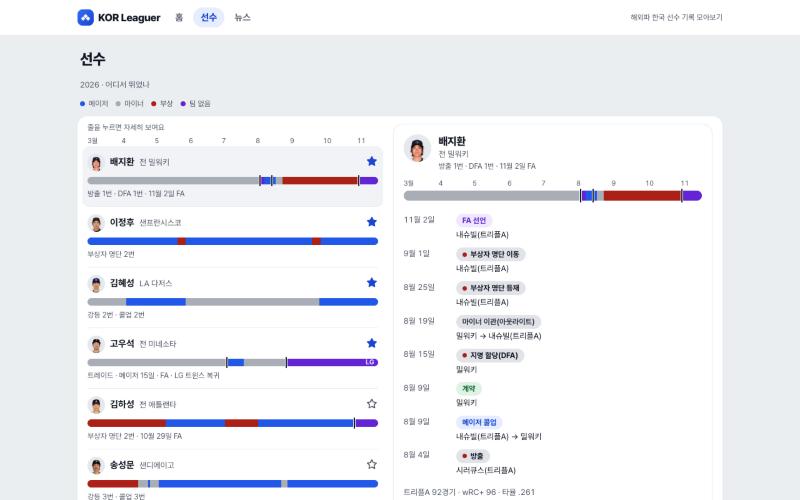 KOR Leaguer 홈 선수 뉴스 해외파 한국 선수 기록 모아보기
선수
2026 · 어디서 뛰었나
메이저 마이너 부상 팀 없음
줄을 누르면 자세히 보여요
3월 4 5 6 7 8 9 10 11
배지환 전 밀워키
방출 1번 · DFA 1번 · 11월 2일 FA
이정후 샌프란시스코
부상자 명단 2번
김혜성 LA 다저스
강등 2번 · 콜업 2번
고우석 전 미네소타
LG
트레이드 · 메이저 15일 · FA · LG 트윈스 복귀
김하성 전 애틀랜타
부상자 명단 2번 · 10월 29일 FA
송성문 샌디에이고
강등 3번 · 콜업 3번
배지환
전 밀워키
방출 1번 · DFA 1번 · 11월 2일 FA
3월 4 5 6 7 8 9 10 11
11월 2일 FA 선언
내슈빌(트리플A)
9월 1일 부상자 명단 이동
내슈빌(트리플A)
8월 25일 부상자 명단 등재
내슈빌(트리플A)
8월 19일 마이너 이관(아웃라이트)
밀워키 → 내슈빌(트리플A)
8월 15일 지명 할당(DFA)
밀워키
8월 9일 계약
밀워키
8월 9일 메이저 콜업
내슈빌(트리플A) → 밀워키
8월 4일 방출
시러큐스(트리플A)
트리플A 92경기 · wRC+ 96 · 타율 .261